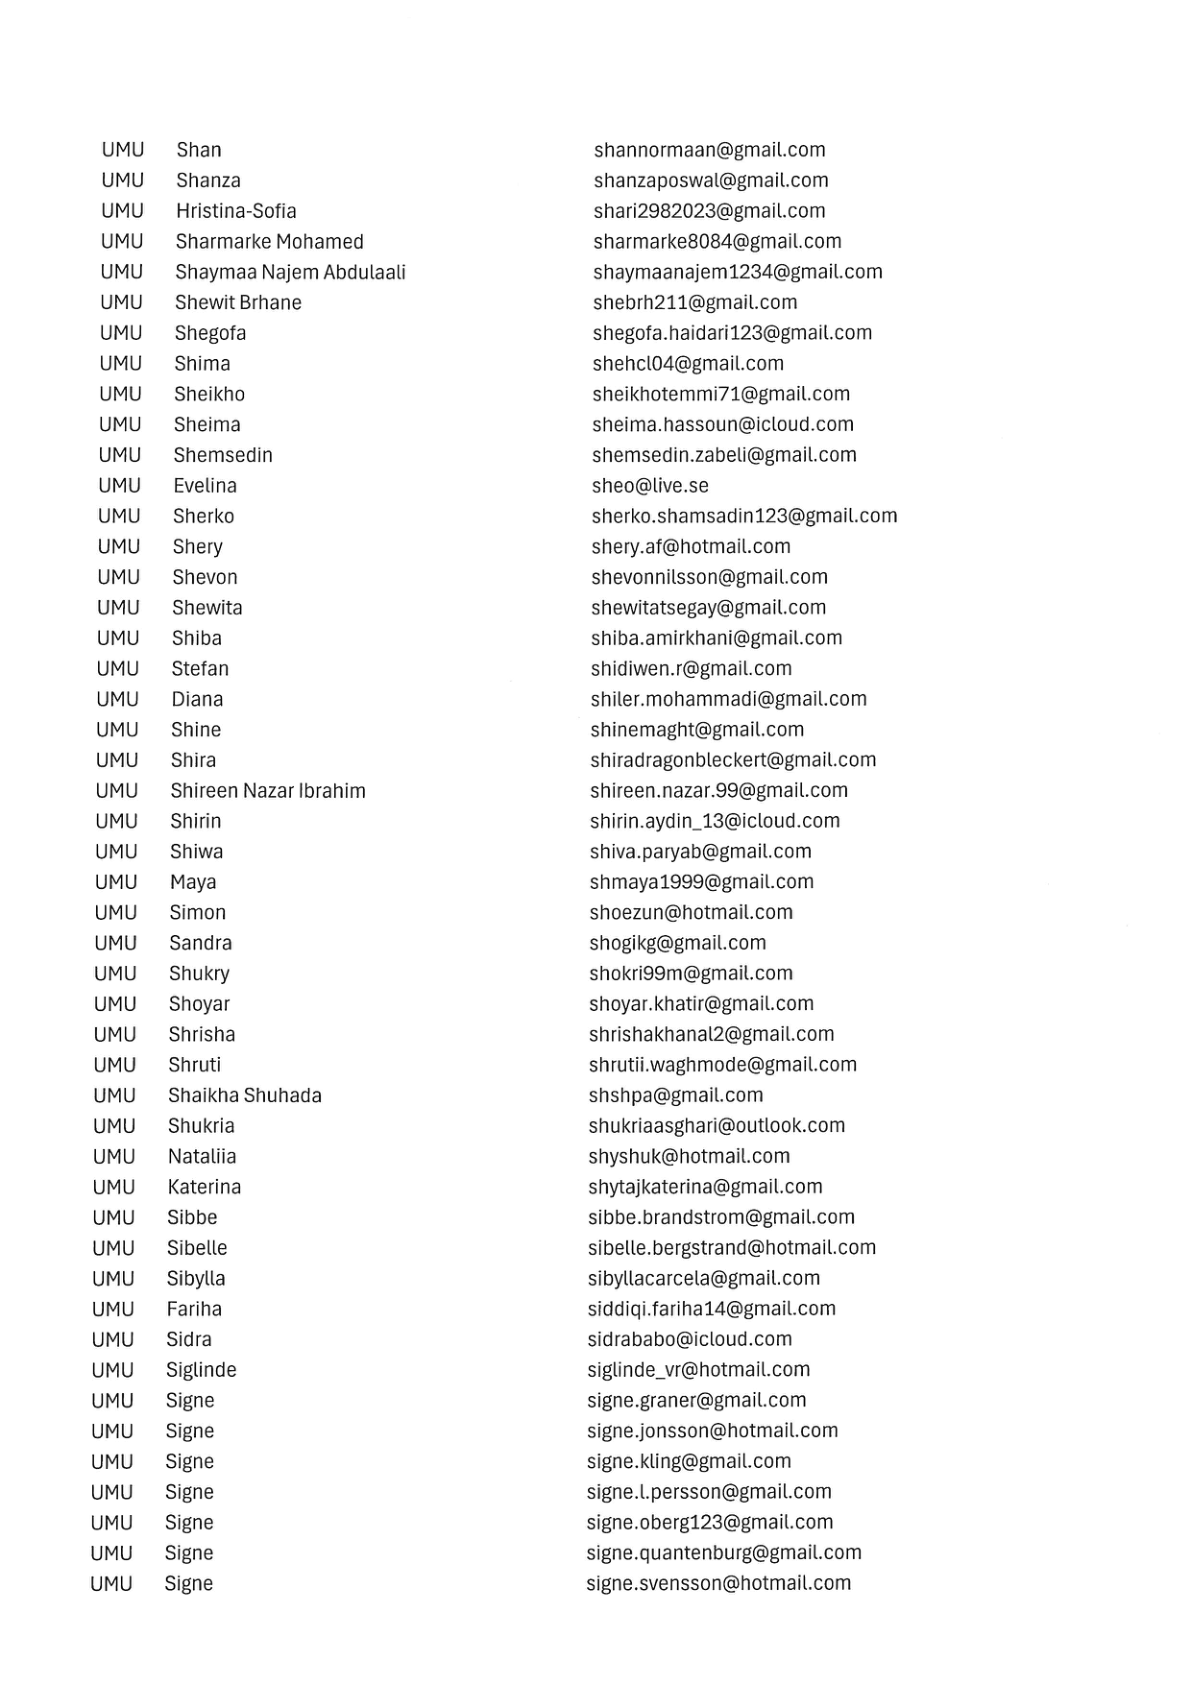 UMU Shan shannormaan@gmail.com
UMU Shanza shanzaposwal@gmail.com
UMU Hristina-Sofia shari2982023@gmail.com
UMU Sharmarke Mohamed sharmarke8084@gmail.com
UMU Shaymaa Najem Abdulaali shaymaanajem1234@gmail.com
UMU Shewit Brhane shebrh211@gmail.com
UMU Shegofa shegofa.haidari123@gmail.com
UMU Shima shehcl04@gmail.com
UMU Sheikho sheikhotemmi71@gmail.com
UMU Sheima sheima.hassoun@icloud.com
UMU Shemsedin shemsedin.zabeli@gmail.com
UMU Evelina sheo@live.se
UMU Sherko sherko.shamsadin123@gmail.com
UMU Shery shery.af@hotmail.com
UMU Shevon shevonnilsson@gmail.com
UMU Shewita shewitatsegay@gmail.com
UMU Shiba shiba.amirkhani@gmail.com
UMU Stefan shidiwen.r@gmail.com
UMU Diana shiler.mohammadi@gmail.com
UMU Shine shinemaght@gmail.com
UMU Shira shiradragonbleckert@gmail.com
UMU Shireen Nazar Ibrahim shireen.nazar.99@gmail.com
UMU Shirin shirin.aydin_13@icloud.com
UMU Shiwa shiva.paryab@gmail.com
UMU Maya shmaya1999@gmail.com
UMU Simon shoezun@hotmail.com
UMU Sandra shogikg@gmail.com
UMU Shukry shokri99m@gmail.com
UMU Shoyar shoyar.khatir@gmail.com
UMU Shrisha shrishakhanal2@gmail.com
UMU Shruti shrutii.waghmode@gmail.com
UMU Shaikha Shuhada shshpa@gmail.com
UMU Shukria shukriaasghari@outlook.com
UMU Nataliia shyshuk@hotmail.com
UMU Katerina shytajkaterina@gmail.com
UMU Sibbe sibbe.brandstrom@gmail.com
UMU Sibelle sibelle.bergstrand@hotmail.com
UMU Sibylla sibyllacarcela@gmail.com
UMU Fariha siddiqi.fariha14@gmail.com
UMU Sidra sidrababo@icloud.com
UMU Siglinde siglinde_vr@hotmail.com
UMU Signe signe.graner@gmail.com
UMU Signe signe.jonsson@hotmail.com
UMU Signe signe.kling@gmail.com
UMU Signe signe.l.persson@gmail.com
UMU Signe signe.oberg123@gmail.com
UMU Signe signe.quantenburg@gmail.com
UMU Signe signe.svensson@hotmail.com